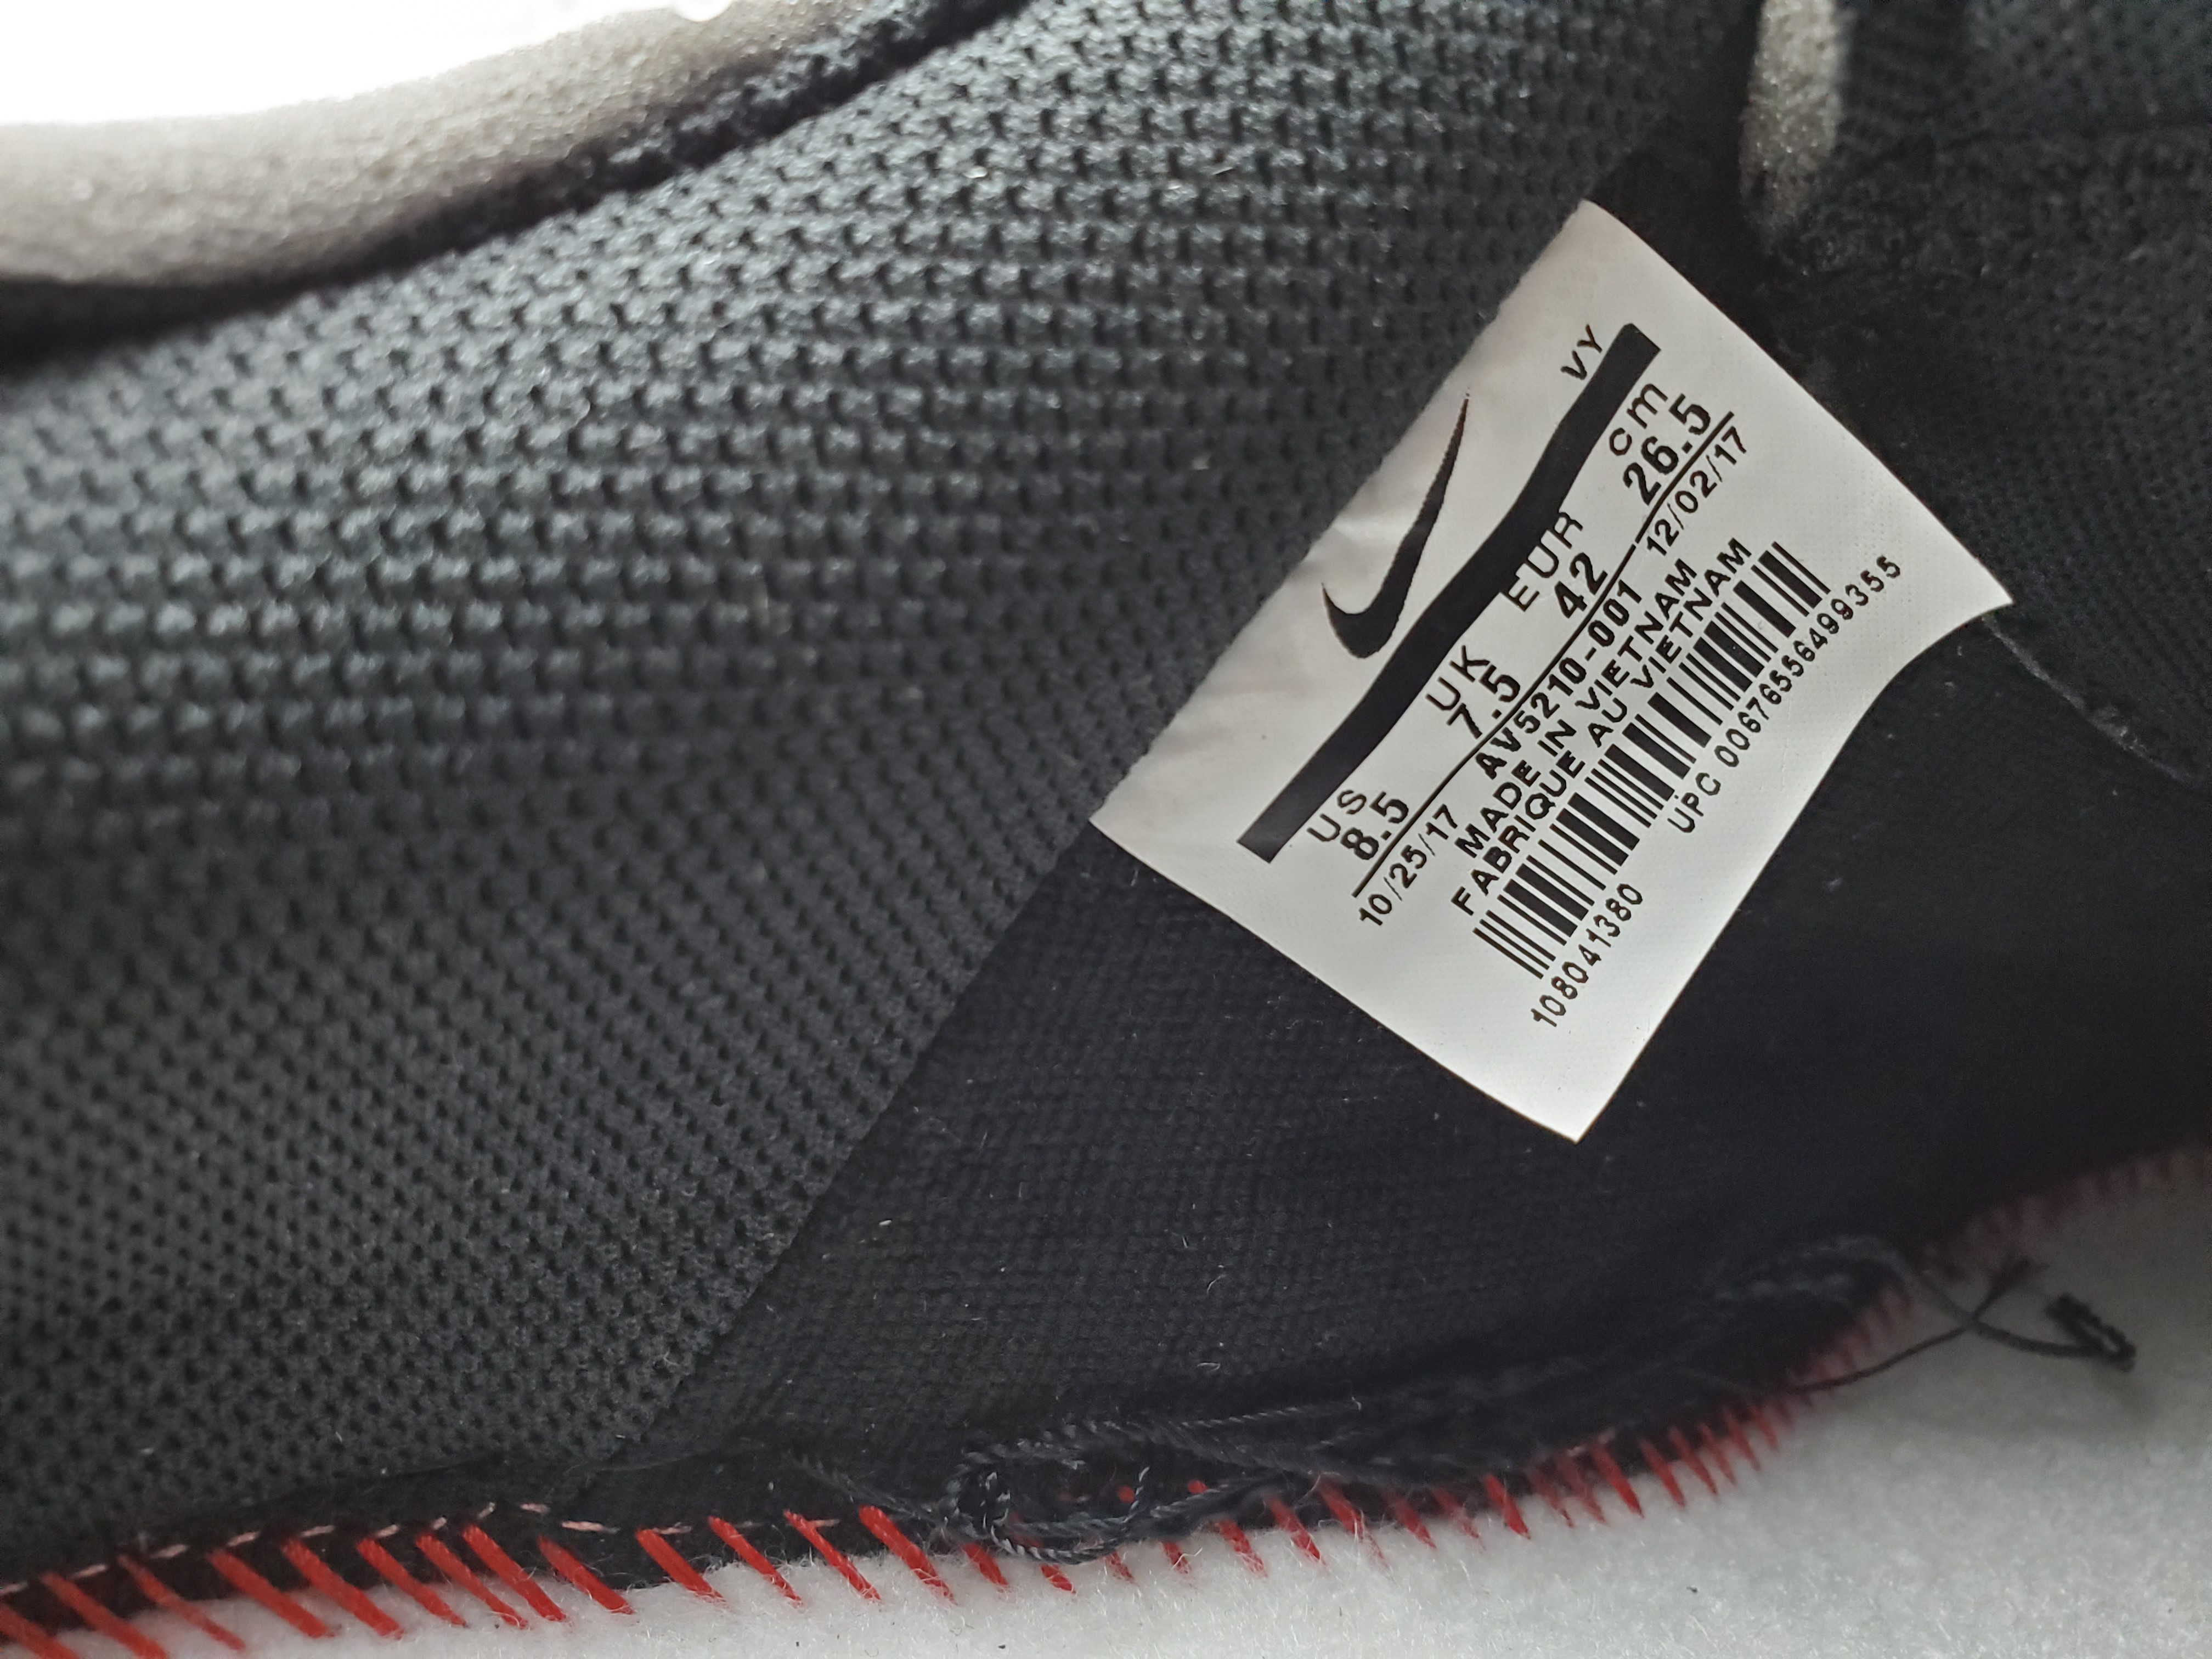 VY
US UK EUR cm
8.5 7.5 42 26.5
10/25/17 AV5210-001 12/02/17
MADE IN VIETNAM
FABRIQUE AU VIETNAM
108041380 UPC 00676556499355